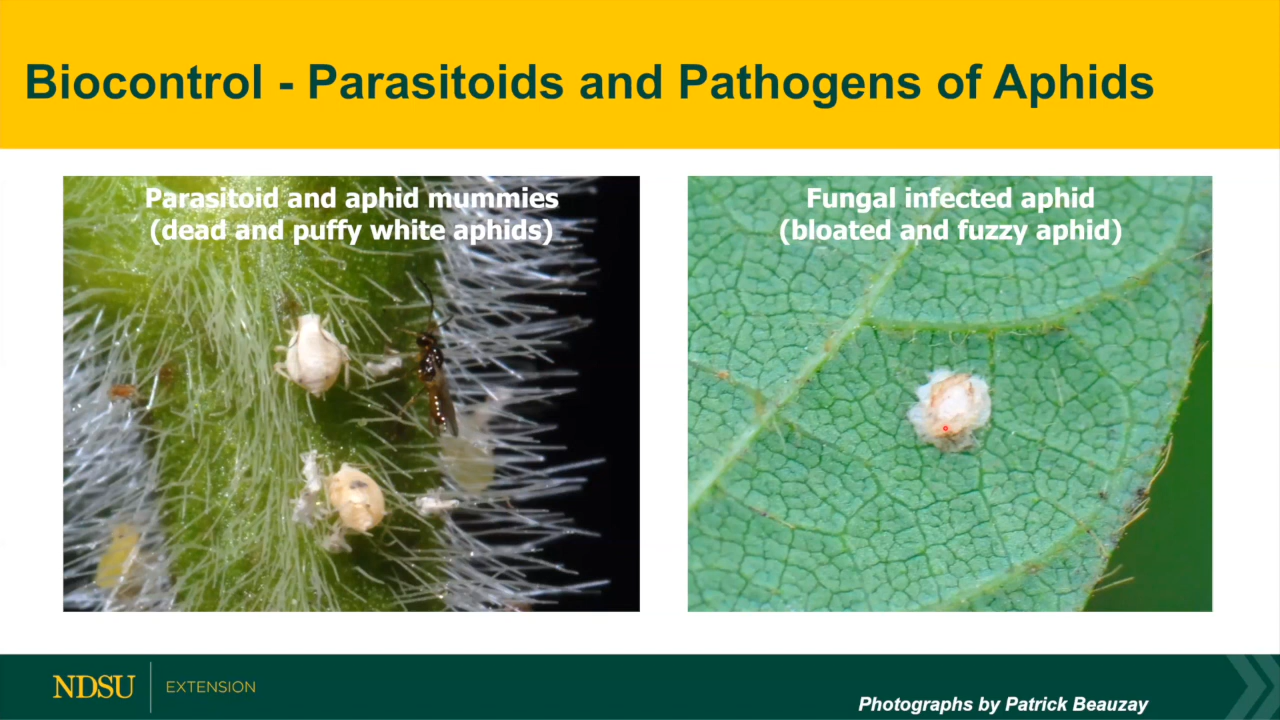 Biocontrol - Parasitoids and Pathogens of Aphids
Parasitoid and aphid mummies
(dead and puffy white aphids)
Fungal infected aphid
(bloated and fuzzy aphid)
NDSU EXTENSION
Photographs by Patrick Beauzay